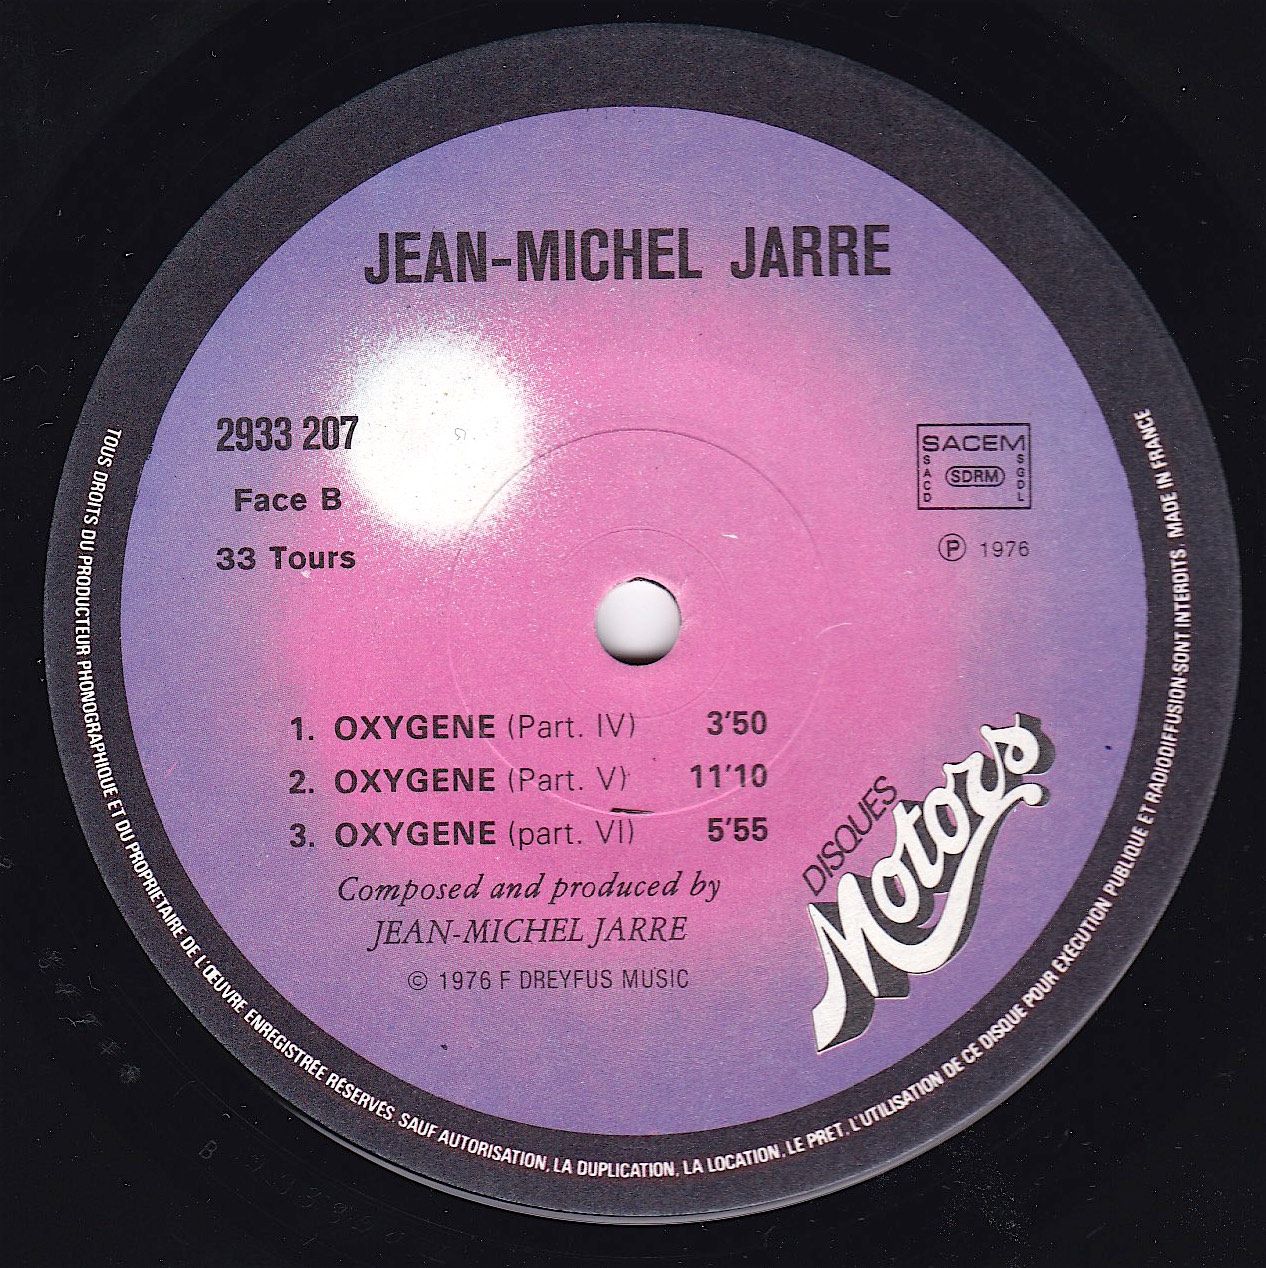 JEAN-MICHEL JARRE
2933 207
Face B
33 Tours
SACEM
SACD
SDRM
SGDL
Ⓟ 1976
1. OXYGENE (Part. IV) 3'50
2. OXYGENE (Part. V) 11'10
3. OXYGENE (part. VI) 5'55
Composed and produced by
JEAN-MICHEL JARRE
© 1976 F DREYFUS MUSIC
DISQUES
Motors
TOUS DROITS DU PRODUCTEUR PHONOGRAPHIQUE ET DU PROPRIETAIRE DE L'ŒUVRE ENREGISTRÉE RÉSERVÉS. SAUF AUTORISATION, LA DUPLICATION, LA LOCATION, LE PRET, L'UTILISATION DE CE DISQUE POUR EXECUTION PUBLIQUE ET RADIODIFFUSION SONT INTERDITS. MADE IN FRANCE